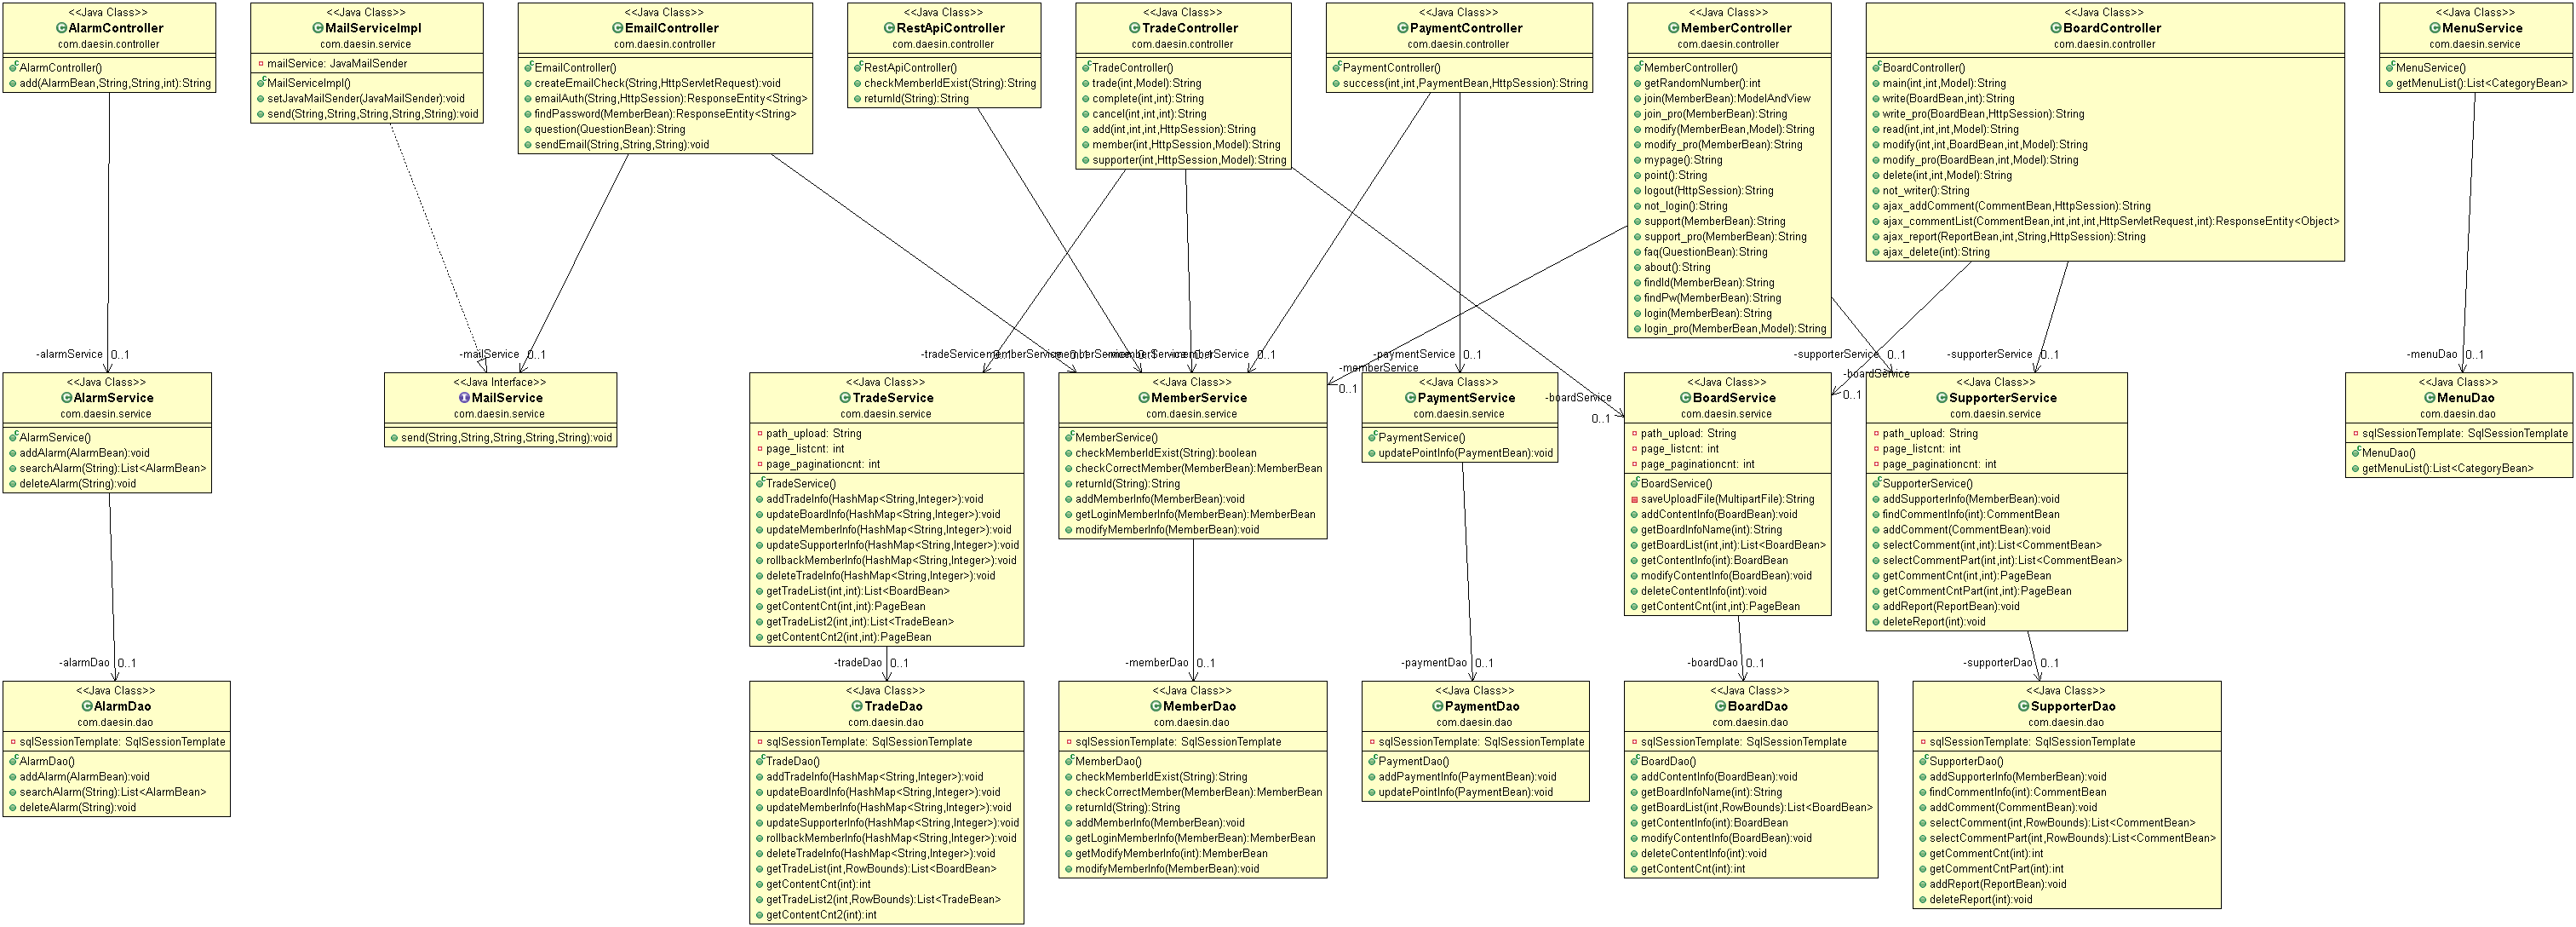 <<Java Class>>
AlarmController
com.daesin.controller
AlarmController()
add(AlarmBean,String,String,int):String
<<Java Class>>
MailServiceImpl
com.daesin.service
mailService: JavaMailSender
MailServiceImpl()
setJavaMailSender(JavaMailSender):void
send(String,String,String,String,String):void
<<Java Class>>
EmailController
com.daesin.controller
EmailController()
createEmailCheck(String,HttpServletRequest):void
emailAuth(String,HttpSession):ResponseEntity<String>
findPassword(MemberBean):ResponseEntity<String>
question(QuestionBean):String
sendEmail(String,String,String):void
<<Java Class>>
RestApiController
com.daesin.controller
RestApiController()
checkMemberIdExist(String):String
returnId(String):String
<<Java Class>>
TradeController
com.daesin.controller
TradeController()
trade(int,Model):String
complete(int,int):String
cancel(int,int,int):String
add(int,int,int,HttpSession):String
member(int,HttpSession,Model):String
supporter(int,HttpSession,Model):String
<<Java Class>>
PaymentController
com.daesin.controller
PaymentController()
success(int,int,PaymentBean,HttpSession):String
<<Java Class>>
MemberController
com.daesin.controller
MemberController()
getRandomNumber():int
join(MemberBean):ModelAndView
join_pro(MemberBean):String
modify(MemberBean,Model):String
modify_pro(MemberBean):String
mypage():String
point():String
logout(HttpSession):String
not_login():String
support(MemberBean):String
support_pro(MemberBean):String
faq(QuestionBean):String
about():String
findId(MemberBean):String
findPw(MemberBean):String
login(MemberBean):String
login_pro(MemberBean,Model):String
<<Java Class>>
BoardController
com.daesin.controller
BoardController()
main(int,int,Model):String
write(BoardBean,int):String
write_pro(BoardBean,HttpSession):String
read(int,int,int,Model):String
modify(int,int,BoardBean,int,Model):String
modify_pro(BoardBean,int,Model):String
delete(int,int,Model):String
not_writer():String
ajax_addComment(CommentBean,HttpSession):String
ajax_commentList(CommentBean,int,int,int,HttpServletRequest,int):ResponseEntity<Object>
ajax_report(ReportBean,int,String,HttpSession):String
ajax_delete(int):String
<<Java Class>>
MenuService
com.daesin.service
MenuService()
getMenuList():List<CategoryBean>
-alarmService 0..1
-mailService 0..1
-tradeService 0..1
-memberService 0..1
-memberService 0..1
-memberService 0..1
-memberService 0..1
-paymentService 0..1
-memberService
0..1
-boardService
0..1
-supporterService 0..1
-boardService
0..1
-supporterService 0..1
-menuDao 0..1
<<Java Class>>
AlarmService
com.daesin.service
AlarmService()
addAlarm(AlarmBean):void
searchAlarm(String):List<AlarmBean>
deleteAlarm(String):void
<<Java Interface>>
MailService
com.daesin.service
send(String,String,String,String,String):void
<<Java Class>>
TradeService
com.daesin.service
path_upload: String
page_listcnt: int
page_paginationcnt: int
TradeService()
addTradeInfo(HashMap<String,Integer>):void
updateBoardInfo(HashMap<String,Integer>):void
updateMemberInfo(HashMap<String,Integer>):void
updateSupporterInfo(HashMap<String,Integer>):void
rollbackMemberInfo(HashMap<String,Integer>):void
deleteTradeInfo(HashMap<String,Integer>):void
getTradeList(int,int):List<BoardBean>
getContentCnt(int,int):PageBean
getTradeList2(int,int):List<TradeBean>
getContentCnt2(int,int):PageBean
<<Java Class>>
MemberService
com.daesin.service
MemberService()
checkMemberIdExist(String):boolean
checkCorrectMember(MemberBean):MemberBean
returnId(String):String
addMemberInfo(MemberBean):void
getLoginMemberInfo(MemberBean):MemberBean
modifyMemberInfo(MemberBean):void
<<Java Class>>
PaymentService
com.daesin.service
PaymentService()
updatePointInfo(PaymentBean):void
<<Java Class>>
BoardService
com.daesin.service
path_upload: String
page_listcnt: int
page_paginationcnt: int
BoardService()
saveUploadFile(MultipartFile):String
addContentInfo(BoardBean):void
getBoardInfoName(int):String
getBoardList(int,int):List<BoardBean>
getContentInfo(int):BoardBean
modifyContentInfo(BoardBean):void
deleteContentInfo(int):void
getContentCnt(int,int):PageBean
<<Java Class>>
SupporterService
com.daesin.service
path_upload: String
page_listcnt: int
page_paginationcnt: int
SupporterService()
addSupporterInfo(MemberBean):void
findCommentInfo(int):CommentBean
addComment(CommentBean):void
selectComment(int,int):List<CommentBean>
selectCommentPart(int,int):List<CommentBean>
getCommentCnt(int,int):PageBean
getCommentCntPart(int,int):PageBean
addReport(ReportBean):void
deleteReport(int):void
<<Java Class>>
MenuDao
com.daesin.dao
sqlSessionTemplate: SqlSessionTemplate
MenuDao()
getMenuList():List<CategoryBean>
-alarmDao 0..1
-tradeDao 0..1
-memberDao 0..1
-paymentDao 0..1
-boardDao 0..1
-supporterDao 0..1
<<Java Class>>
AlarmDao
com.daesin.dao
sqlSessionTemplate: SqlSessionTemplate
AlarmDao()
addAlarm(AlarmBean):void
searchAlarm(String):List<AlarmBean>
deleteAlarm(String):void
<<Java Class>>
TradeDao
com.daesin.dao
sqlSessionTemplate: SqlSessionTemplate
TradeDao()
addTradeInfo(HashMap<String,Integer>):void
updateBoardInfo(HashMap<String,Integer>):void
updateMemberInfo(HashMap<String,Integer>):void
updateSupporterInfo(HashMap<String,Integer>):void
rollbackMemberInfo(HashMap<String,Integer>):void
deleteTradeInfo(HashMap<String,Integer>):void
getTradeList(int,RowBounds):List<BoardBean>
getContentCnt(int):int
getTradeList2(int,RowBounds):List<TradeBean>
getContentCnt2(int):int
<<Java Class>>
MemberDao
com.daesin.dao
sqlSessionTemplate: SqlSessionTemplate
MemberDao()
checkMemberIdExist(String):String
checkCorrectMember(MemberBean):MemberBean
returnId(String):String
addMemberInfo(MemberBean):void
getLoginMemberInfo(MemberBean):MemberBean
getModifyMemberInfo(int):MemberBean
modifyMemberInfo(MemberBean):void
<<Java Class>>
PaymentDao
com.daesin.dao
sqlSessionTemplate: SqlSessionTemplate
PaymentDao()
addPaymentInfo(PaymentBean):void
updatePointInfo(PaymentBean):void
<<Java Class>>
BoardDao
com.daesin.dao
sqlSessionTemplate: SqlSessionTemplate
BoardDao()
addContentInfo(BoardBean):void
getBoardInfoName(int):String
getBoardList(int,RowBounds):List<BoardBean>
getContentInfo(int):BoardBean
modifyContentInfo(BoardBean):void
deleteContentInfo(int):void
getContentCnt(int):int
<<Java Class>>
SupporterDao
com.daesin.dao
sqlSessionTemplate: SqlSessionTemplate
SupporterDao()
addSupporterInfo(MemberBean):void
findCommentInfo(int):CommentBean
addComment(CommentBean):void
selectComment(int,RowBounds):List<CommentBean>
selectCommentPart(int,RowBounds):List<CommentBean>
getCommentCnt(int):int
getCommentCntPart(int):int
addReport(ReportBean):void
deleteReport(int):void